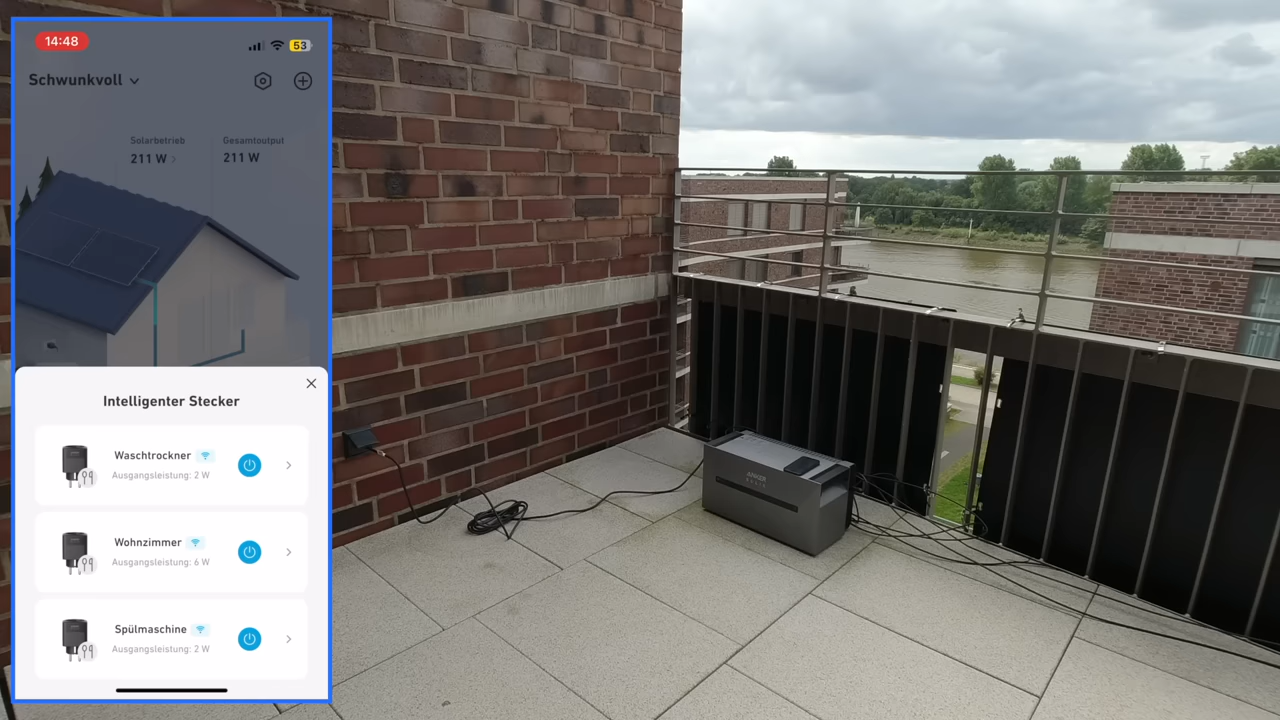 14:48
53
Schwunkvoll
Solarbetrieb
Gesamtoutput
211 W
211 W
Intelligenter Stecker
Waschtrockner
Ausgangsleistung: 2 W
Wohnzimmer
Ausgangsleistung: 6 W
Spülmaschine
Ausgangsleistung: 2 W
ANKER